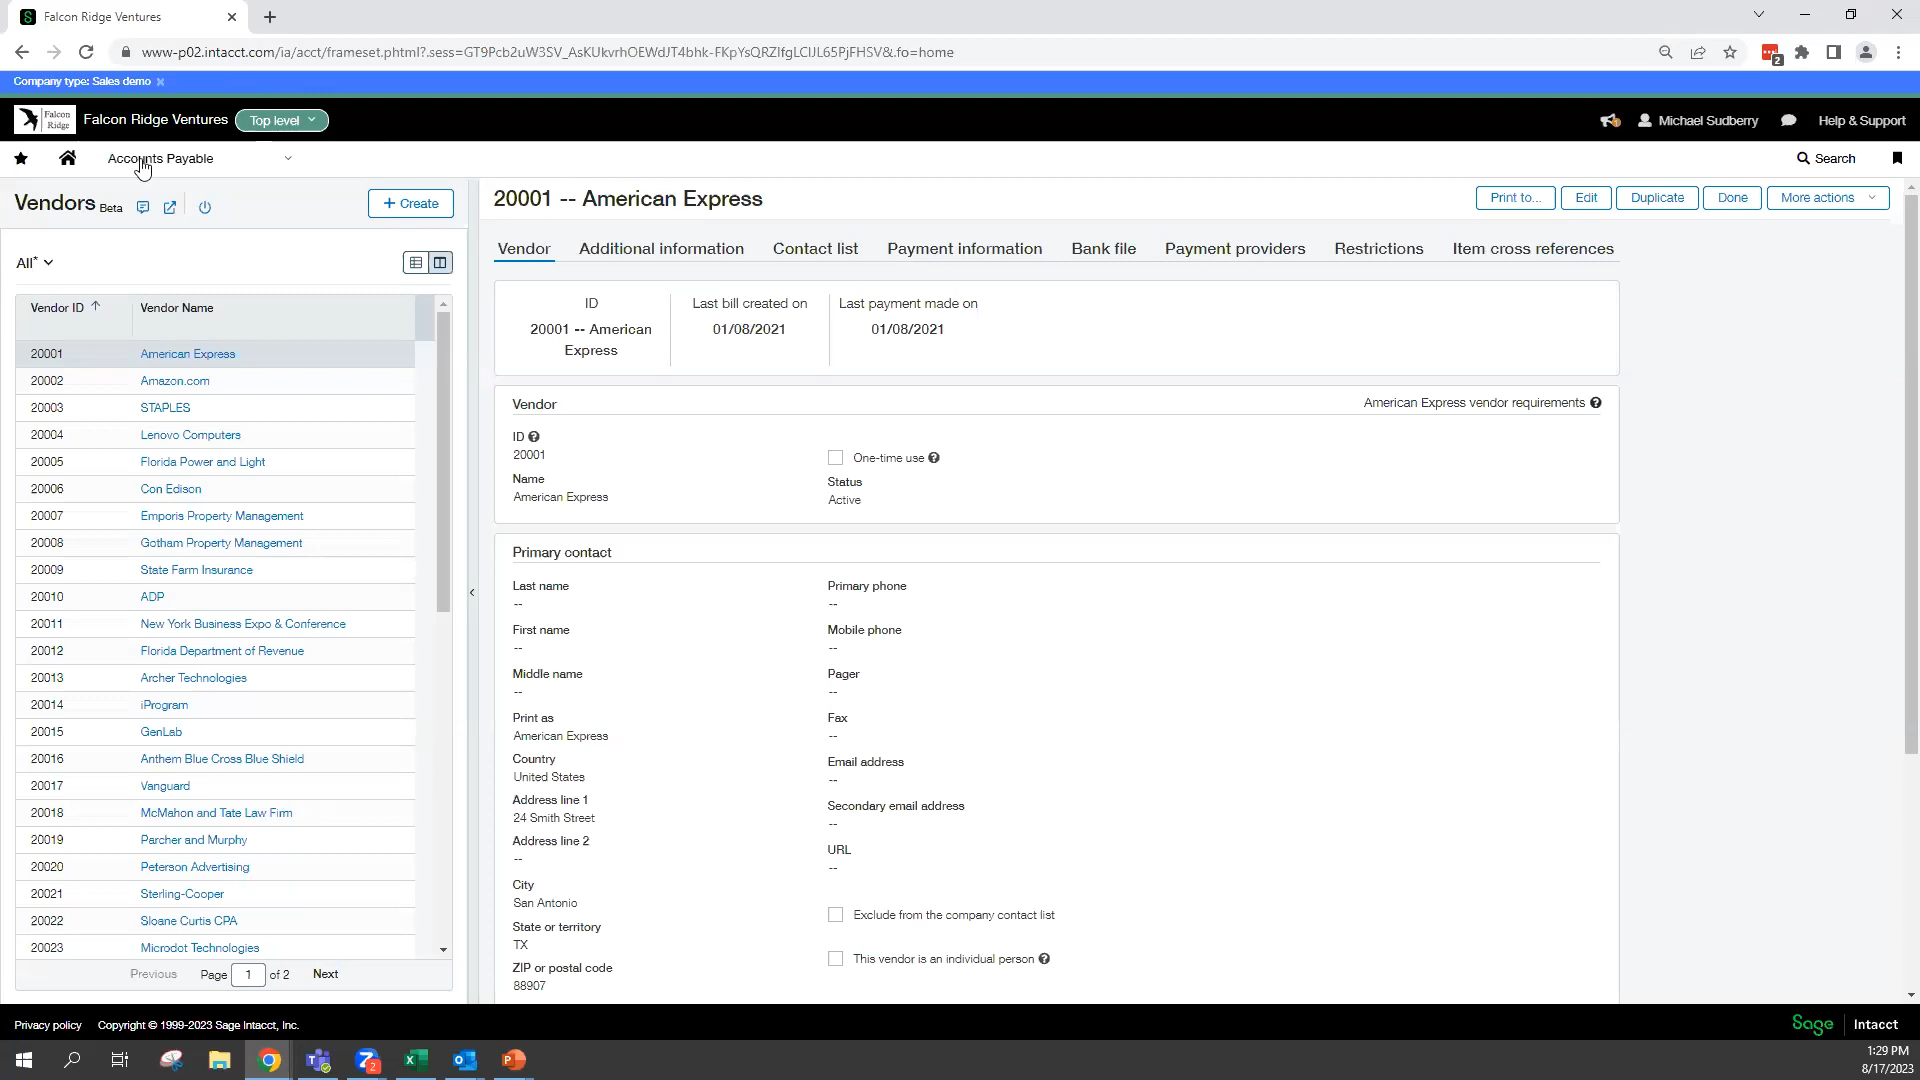 Falcon Ridge Ventures
www-p02.intacct.com/ia/acct/frameset.phtml?.sess=GT9Pcb2uW3SV_AsKUkvrhOEWdJT4bhk-FKpYsQRZlfgLClJL65PjFHSV&.fo=home
2
Company type: Sales demo
Falcon Ridge
Falcon Ridge Ventures
Top level
Michael Sudberry
Help & Support
Accounts Payable
Search
Vendors Beta
+ Create
20001 -- American Express
Print to...
Edit
Duplicate
Done
More actions
Vendor
Additional information
Contact list
Payment information
Bank file
Payment providers
Restrictions
Item cross references
All*
Vendor ID
Vendor Name
20001 American Express
20002 Amazon.com
20003 STAPLES
20004 Lenovo Computers
20005 Florida Power and Light
20006 Con Edison
20007 Emporis Property Management
20008 Gotham Property Management
20009 State Farm Insurance
20010 ADP
20011 New York Business Expo & Conference
20012 Florida Department of Revenue
20013 Archer Technologies
20014 iProgram
20015 GenLab
20016 Anthem Blue Cross Blue Shield
20017 Vanguard
20018 McMahon and Tate Law Firm
20019 Parcher and Murphy
20020 Peterson Advertising
20021 Sterling-Cooper
20022 Sloane Curtis CPA
20023 Microdot Technologies
Previous Page 1 of 2 Next
ID
20001 -- American
Express
Last bill created on
01/08/2021
Last payment made on
01/08/2021
Vendor
American Express vendor requirements
ID
20001
One-time use
Name
American Express
Status
Active
Primary contact
Last name
--
Primary phone
--
First name
--
Mobile phone
--
Middle name
--
Pager
--
Print as
American Express
Fax
--
Country
United States
Email address
--
Address line 1
24 Smith Street
Secondary email address
--
Address line 2
--
URL
--
City
San Antonio
Exclude from the company contact list
State or territory
TX
This vendor is an individual person
ZIP or postal code
88907
Privacy policy
Copyright © 1999-2023 Sage Intacct, Inc.
Sage Intacct
2
1:29 PM
8/17/2023